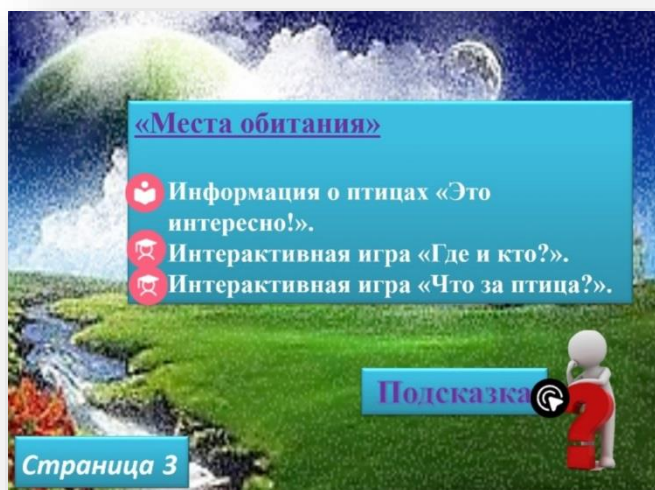 «Места обитания»
Информация о птицах «Это
интересно!».
Интерактивная игра «Где и кто?».
Интерактивная игра «Что за птица?».
Подсказка
Страница 3